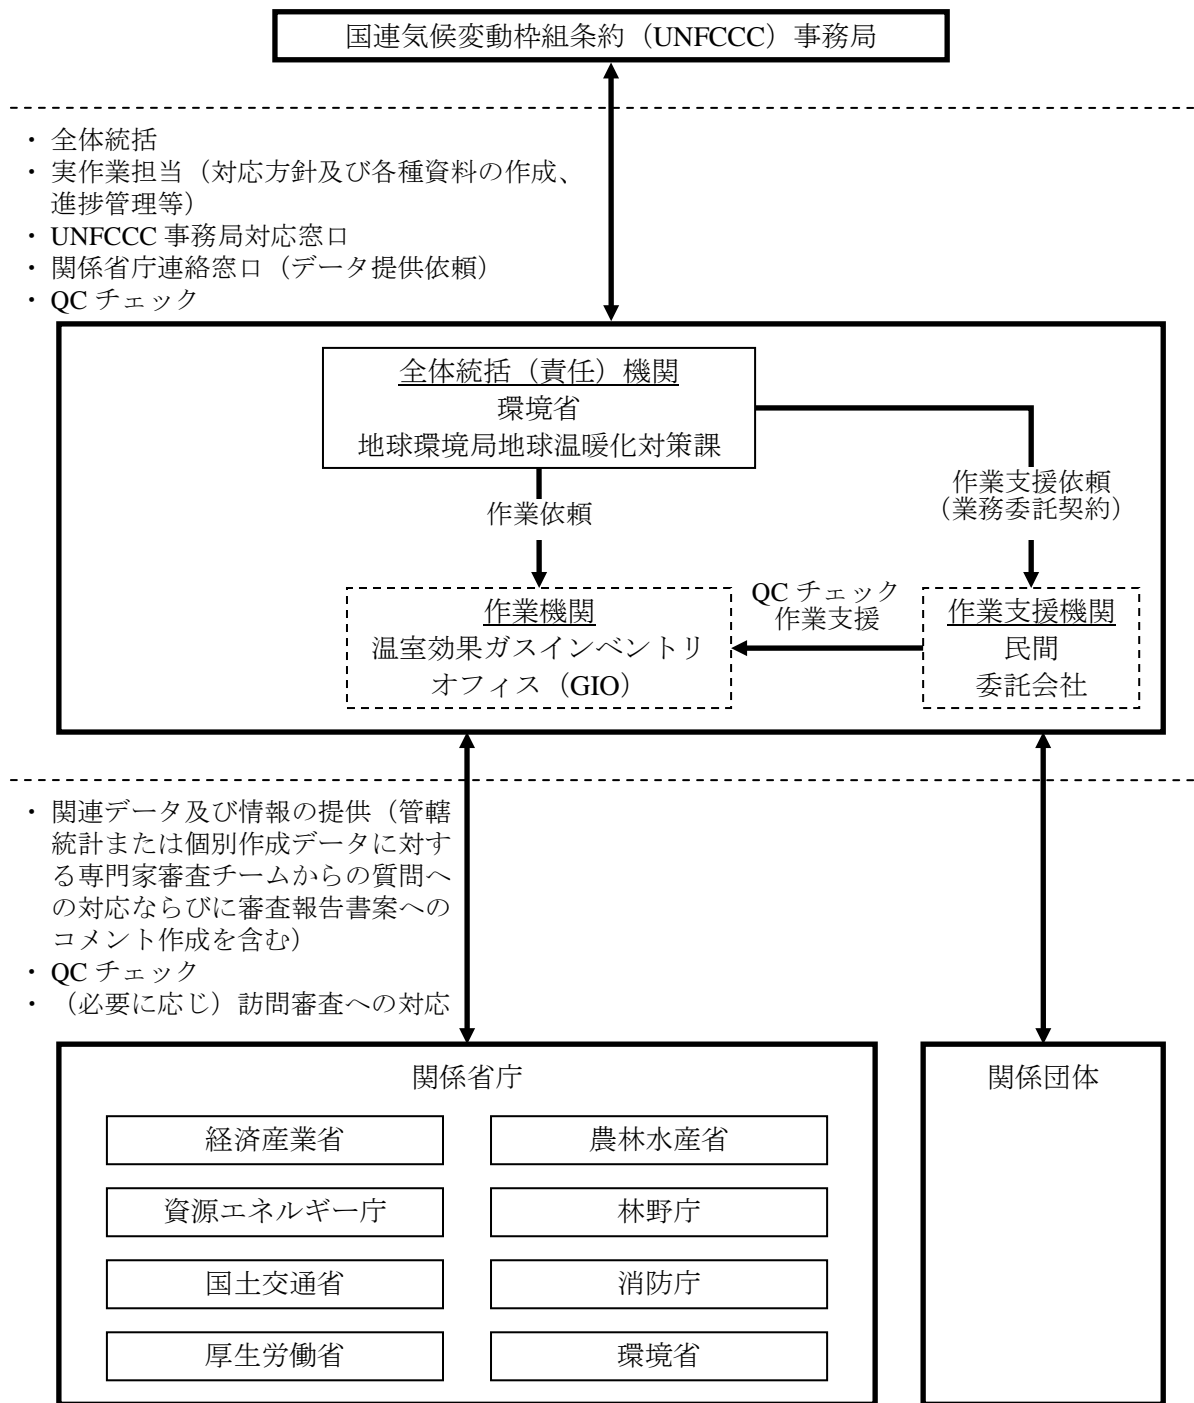 国連気候変動枠組条約（UNFCCC）事務局
・ 全体統括
・ 実作業担当（対応方針及び各種資料の作成、
進捗管理等）
・ UNFCCC 事務局対応窓口
・ 関係省庁連絡窓口（データ提供依頼）
・ QC チェック
全体統括（責任）機関
環境省
地球環境局地球温暖化対策課
作業依頼
作業支援依頼
（業務委託契約）
作業機関
温室効果ガスインベントリ
オフィス（GIO）
QC チェック
作業支援
作業支援機関
民間
委託会社
・ 関連データ及び情報の提供（管轄
統計または個別作成データに対す
る専門家審査チームからの質問へ
の対応ならびに審査報告書案への
コメント作成を含む）
・ QC チェック
・ （必要に応じ）訪問審査への対応
関係省庁
経済産業省
農林水産省
資源エネルギー庁
林野庁
国土交通省
消防庁
厚生労働省
環境省
関係団体